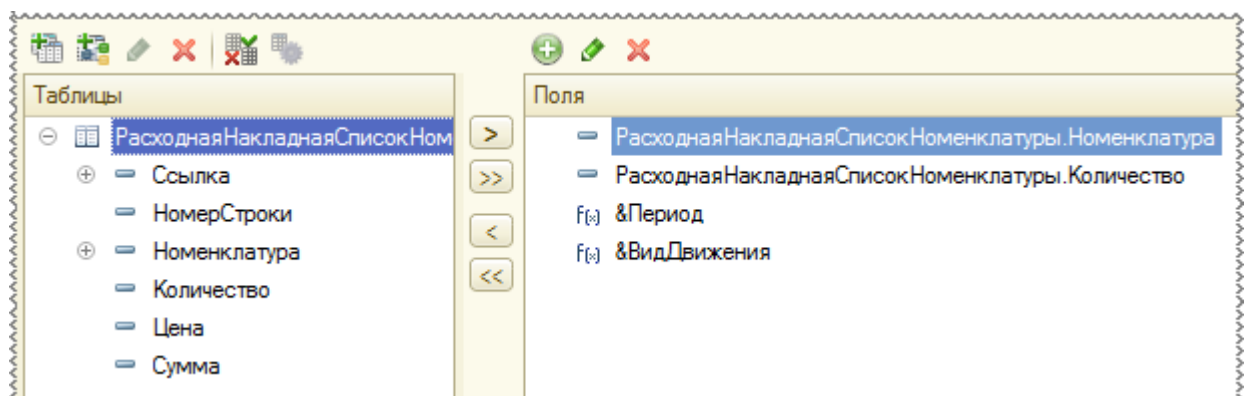 Таблицы
РасходнаяНакладнаяСписокНом
Ссылка
НомерСтроки
Номенклатура
Количество
Цена
Сумма
>
>>
<
<<
Поля
РасходнаяНакладнаяСписокНоменклатуры.Номенклатура
РасходнаяНакладнаяСписокНоменклатуры.Количество
f(x) &Период
f(x) &ВидДвижения